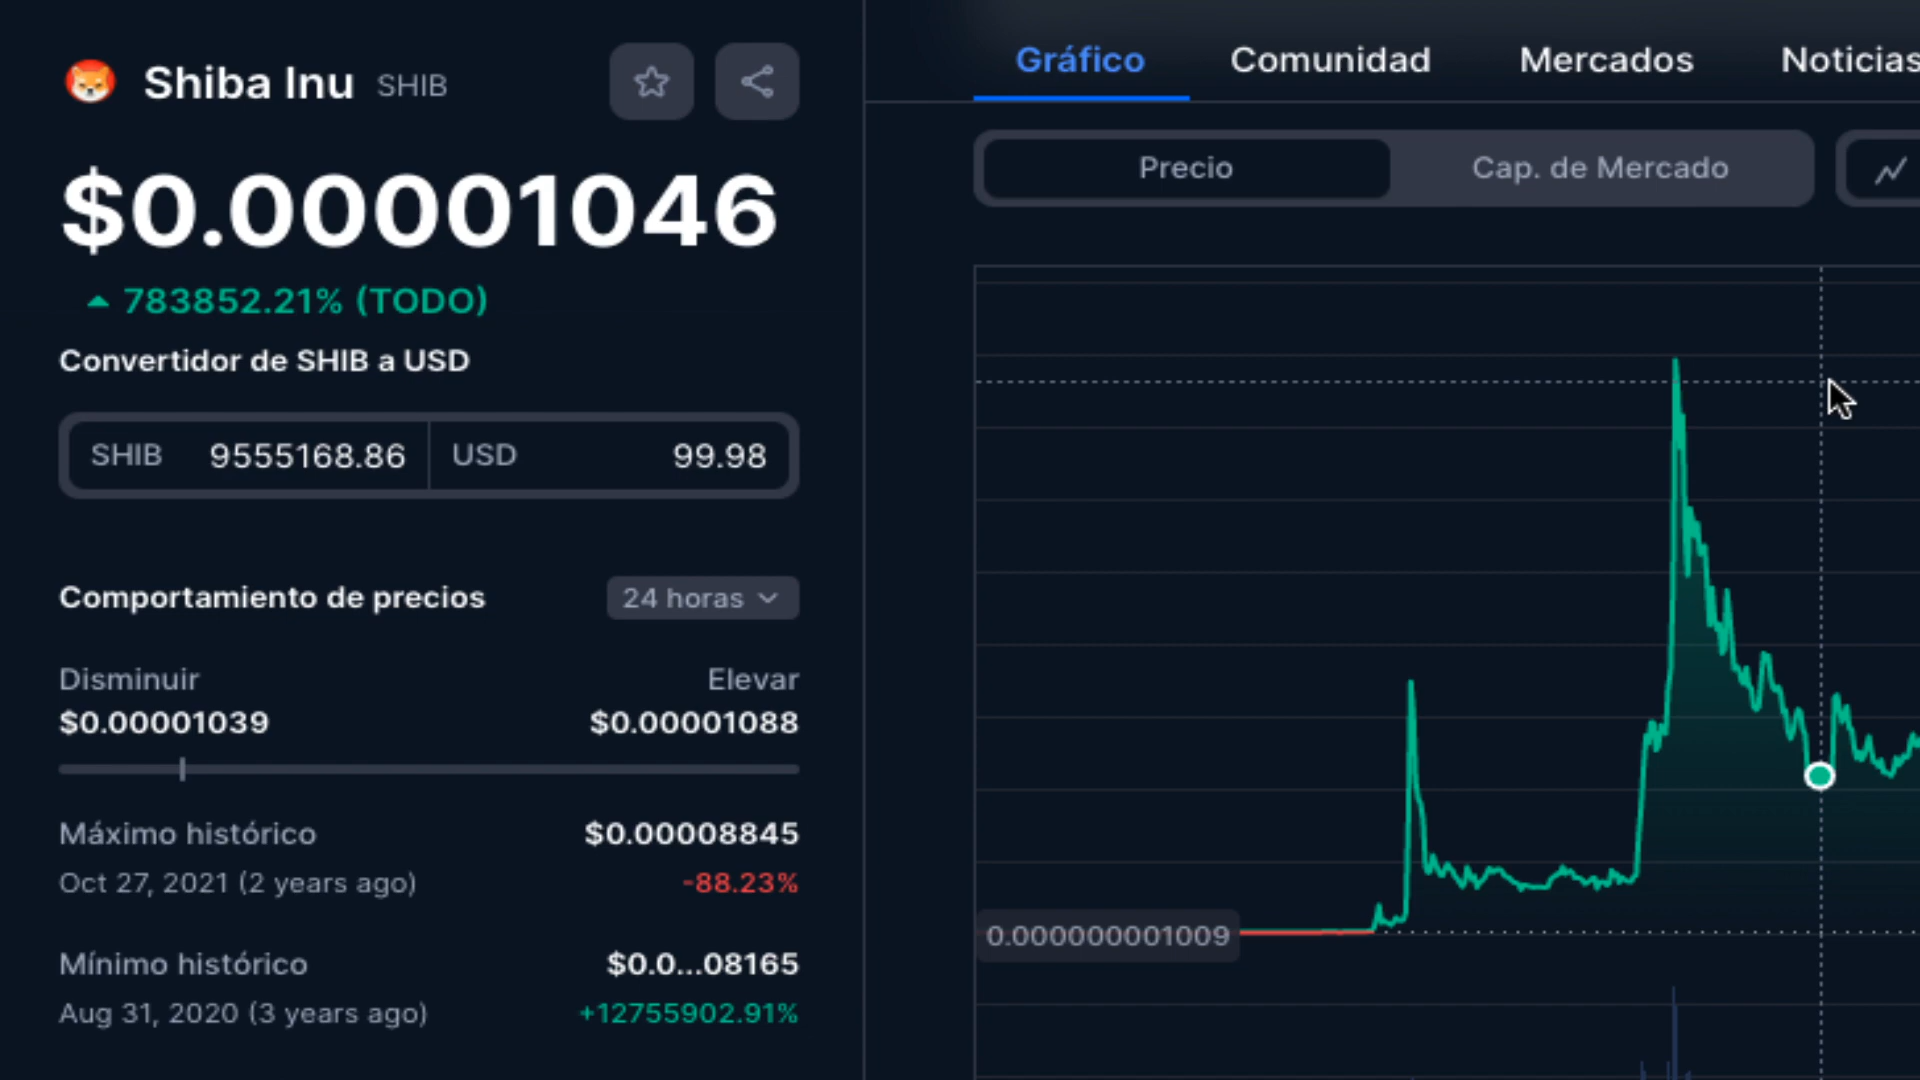 Shiba Inu SHIB
$0.00001046
783852.21% (TODO)
Convertidor de SHIB a USD
SHIB 9555168.86 USD 99.98
Comportamiento de precios 24 horas
Dismiuir Elevar
$0.00001039 $0.00001088
Máximo histórico $0.00008845
Oct 27, 2021 (2 years ago) -88.23%
Mínimo histórico $0.0...08165
Aug 31, 2020 (3 years ago) +12755902.91%
Gráfico Comunidad Mercados Noticias
Precio Cap. de Mercado
0.000000001009